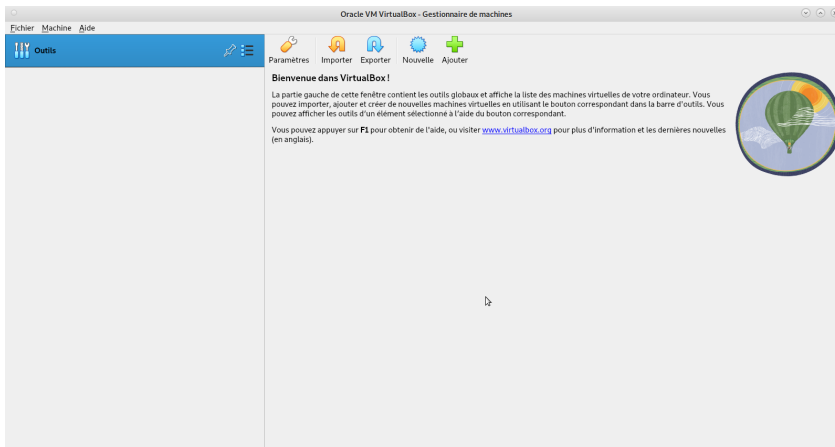 Oracle VM VirtualBox - Gestionnaire de machines
Fichier Machine Aide
Outils
Paramètres Importer Exporter Nouvelle Ajouter
Bienvenue dans VirtualBox !
La partie gauche de cette fenêtre contient les outils globaux et affiche la liste des machines virtuelles de votre ordinateur. Vous
pouvez importer, ajouter et créer de nouvelles machines virtuelles en utilisant le bouton correspondant dans la barre d'outils. Vous
pouvez afficher les outils d'un élément sélectionné à l'aide du bouton correspondant.
Vous pouvez appuyer sur F1 pour obtenir de l'aide, ou visiter www.virtualbox.org pour plus d'information et les dernières nouvelles
(en anglais).